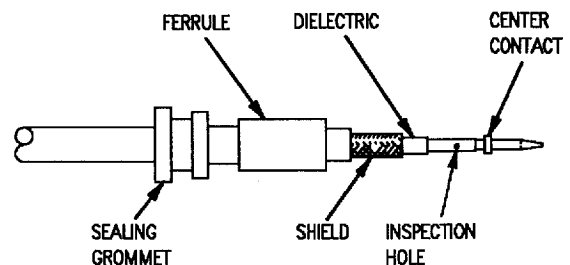 FERRULE
DIELECTRIC
CENTER
CONTACT
SEALING
GROMMET
SHIELD
INSPECTION
HOLE